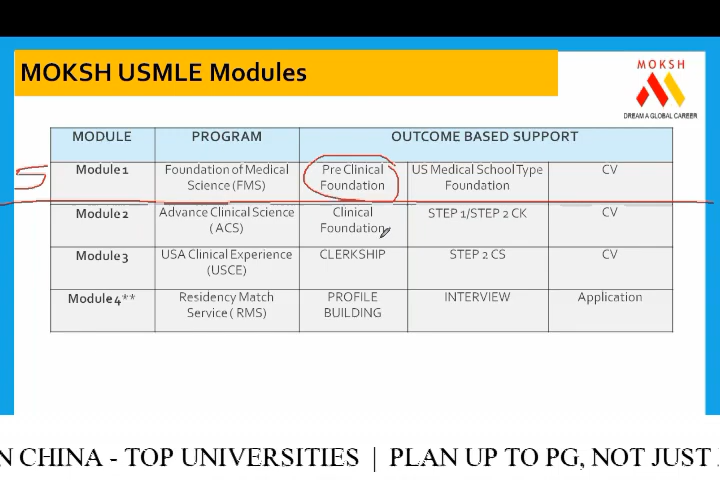 MOKSH USMLE Modules
MOKSH
DREAM A GLOBAL CAREER
MODULE PROGRAM OUTCOME BASED SUPPORT
Module 1 Foundation of Medical Science (FMS) Pre Clinical Foundation US Medical School Type Foundation CV
Module 2 Advance Clinical Science (ACS) Clinical Foundation STEP 1/STEP 2 CK CV
Module 3 USA Clinical Experience (USCE) CLERKSHIP STEP 2 CS CV
Module 4** Residency Match Service ( RMS) PROFILE BUILDING INTERVIEW Application
N CHINA - TOP UNIVERSITIES | PLAN UP TO PG, NOT JUST